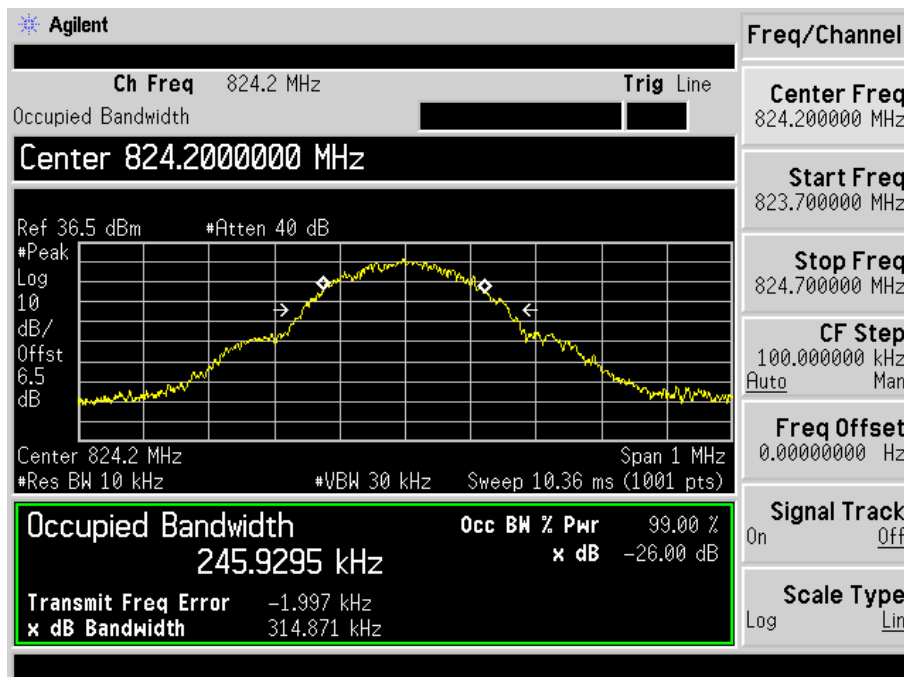 Agilent
Freq/Channel
Ch Freq 824.2 MHz Trig Line
Occupied Bandwidth
Center 824.2000000 MHz
Ref 36.5 dBm #Atten 40 dB
#Peak
Log
10
dB/
Offst
6.5
dB
Center 824.2 MHz Span 1 MHz
#Res BW 10 kHz #VBW 30 kHz Sweep 10.36 ms (1001 pts)
Occupied Bandwidth Occ BW % Pwr 99.00 %
245.9295 kHz x dB -26.00 dB
Transmit Freq Error -1.997 kHz
x dB Bandwidth 314.871 kHz
Center Freq
824.200000 MHz
Start Freq
823.700000 MHz
Stop Freq
824.700000 MHz
CF Step
100.000000 kHz
Auto Man
Freq Offset
0.00000000 Hz
Signal Track
On Off
Scale Type
Log Lin